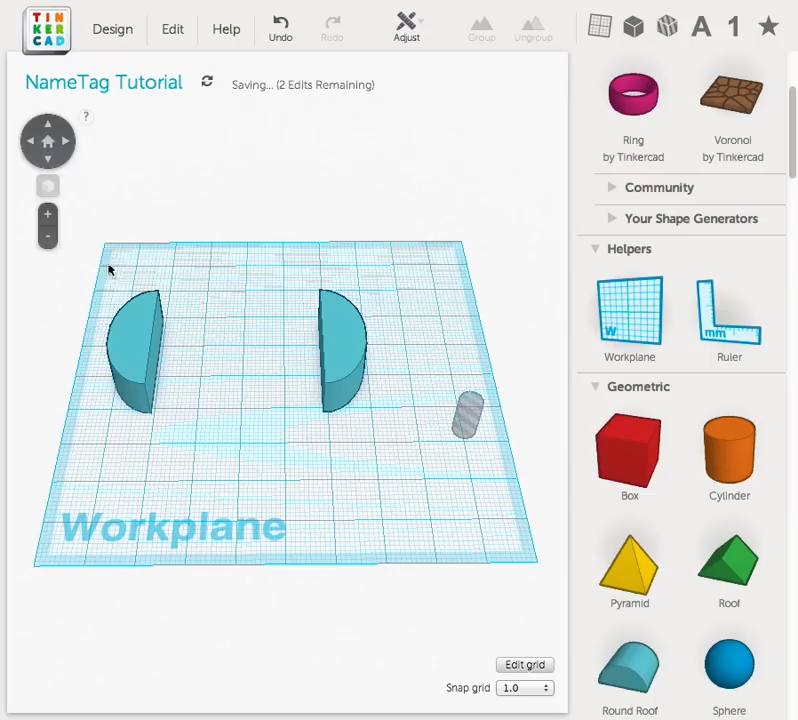 TIN
KER
CAD
Design
Edit
Help
Undo
Redo
Adjust
Group
Ungroup
A 1
NameTag Tutorial
Saving... (2 Edits Remaining)
?
+
-
Workplane
Edit grid
Snap grid 1.0
Ring
by Tinkercad
Voronoi
by Tinkercad
Community
Your Shape Generators
Helpers
W
mm
Workplane
Ruler
Geometric
Box
Cylinder
Pyramid
Roof
Round Roof
Sphere